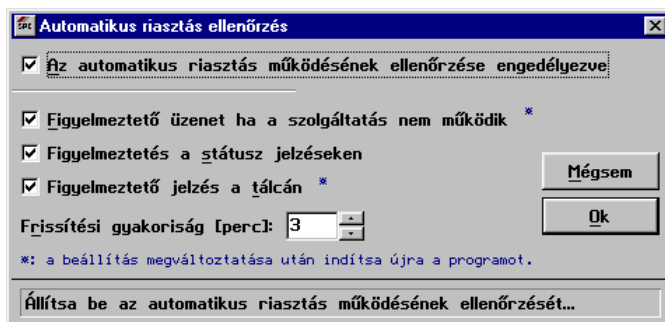 SPC Automatikus riasztás ellenőrzés
Az automatikus riasztás működésének ellenőrzése engedélyezve
Figyelmeztető üzenet ha a szolgáltatás nem működik *
Figyelmeztetés a státusz jelzéseken
Figyelmeztető jelzés a tálcán *
Mégsem
Frissítési gyakoriság [perc]: 3
Ok
*: a beállítás megváltoztatása után indítsa újra a programot.
Állítsa be az automatikus riasztás működésének ellenőrzését...